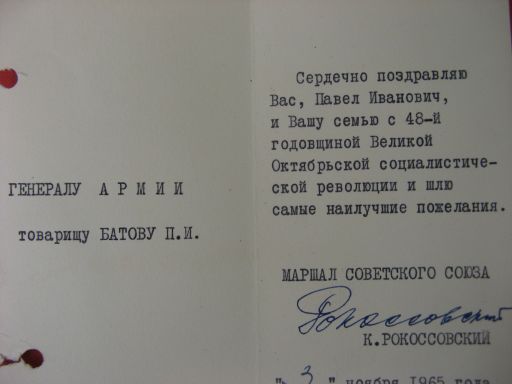 ГЕНЕРАЛУ А Р М И И
товарищу БАТОВУ П.И.
Сердечно поздравляю
Вас, Павел Иванович,
и Вашу семью с 48-й
годовщиной Великой
Октябрьской социалистиче-
ской революции и шлю
самые наилучшие пожелания.
МАРШАЛ СОВЕТСКОГО СОЮЗА
Рокоссовский
К.РОКОССОВСКИЙ
"3" ноября 1965 года